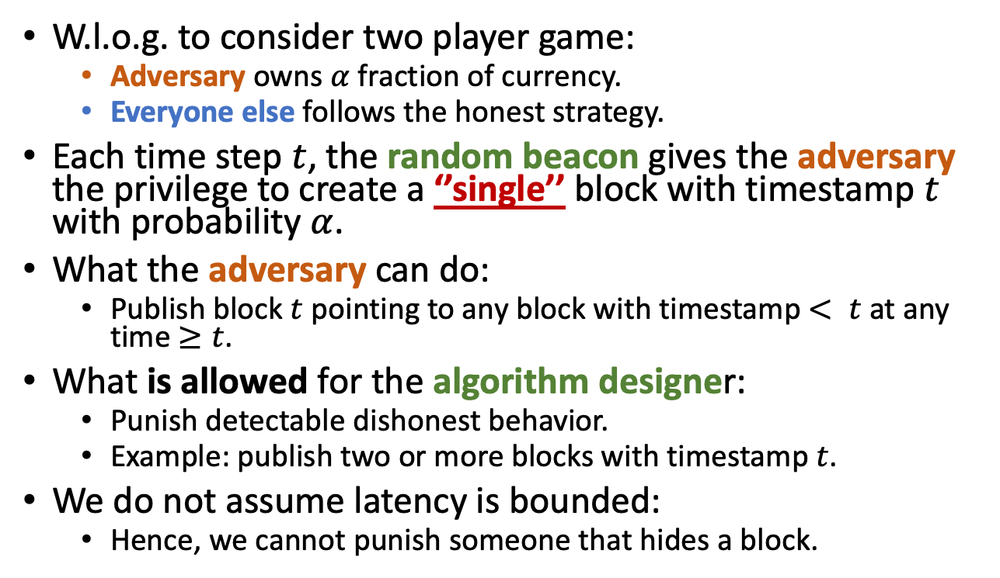 • W.l.o.g. to consider two player game:
• Adversary owns α fraction of currency.
• Everyone else follows the honest strategy.
• Each time step t, the random beacon gives the adversary
the privilege to create a ‘’single’’ block with timestamp t
with probability α.
• What the adversary can do:
• Publish block t pointing to any block with timestamp < t at any
time ≥ t.
• What is allowed for the algorithm designer:
• Punish detectable dishonest behavior.
• Example: publish two or more blocks with timestamp t.
• We do not assume latency is bounded:
• Hence, we cannot punish someone that hides a block.